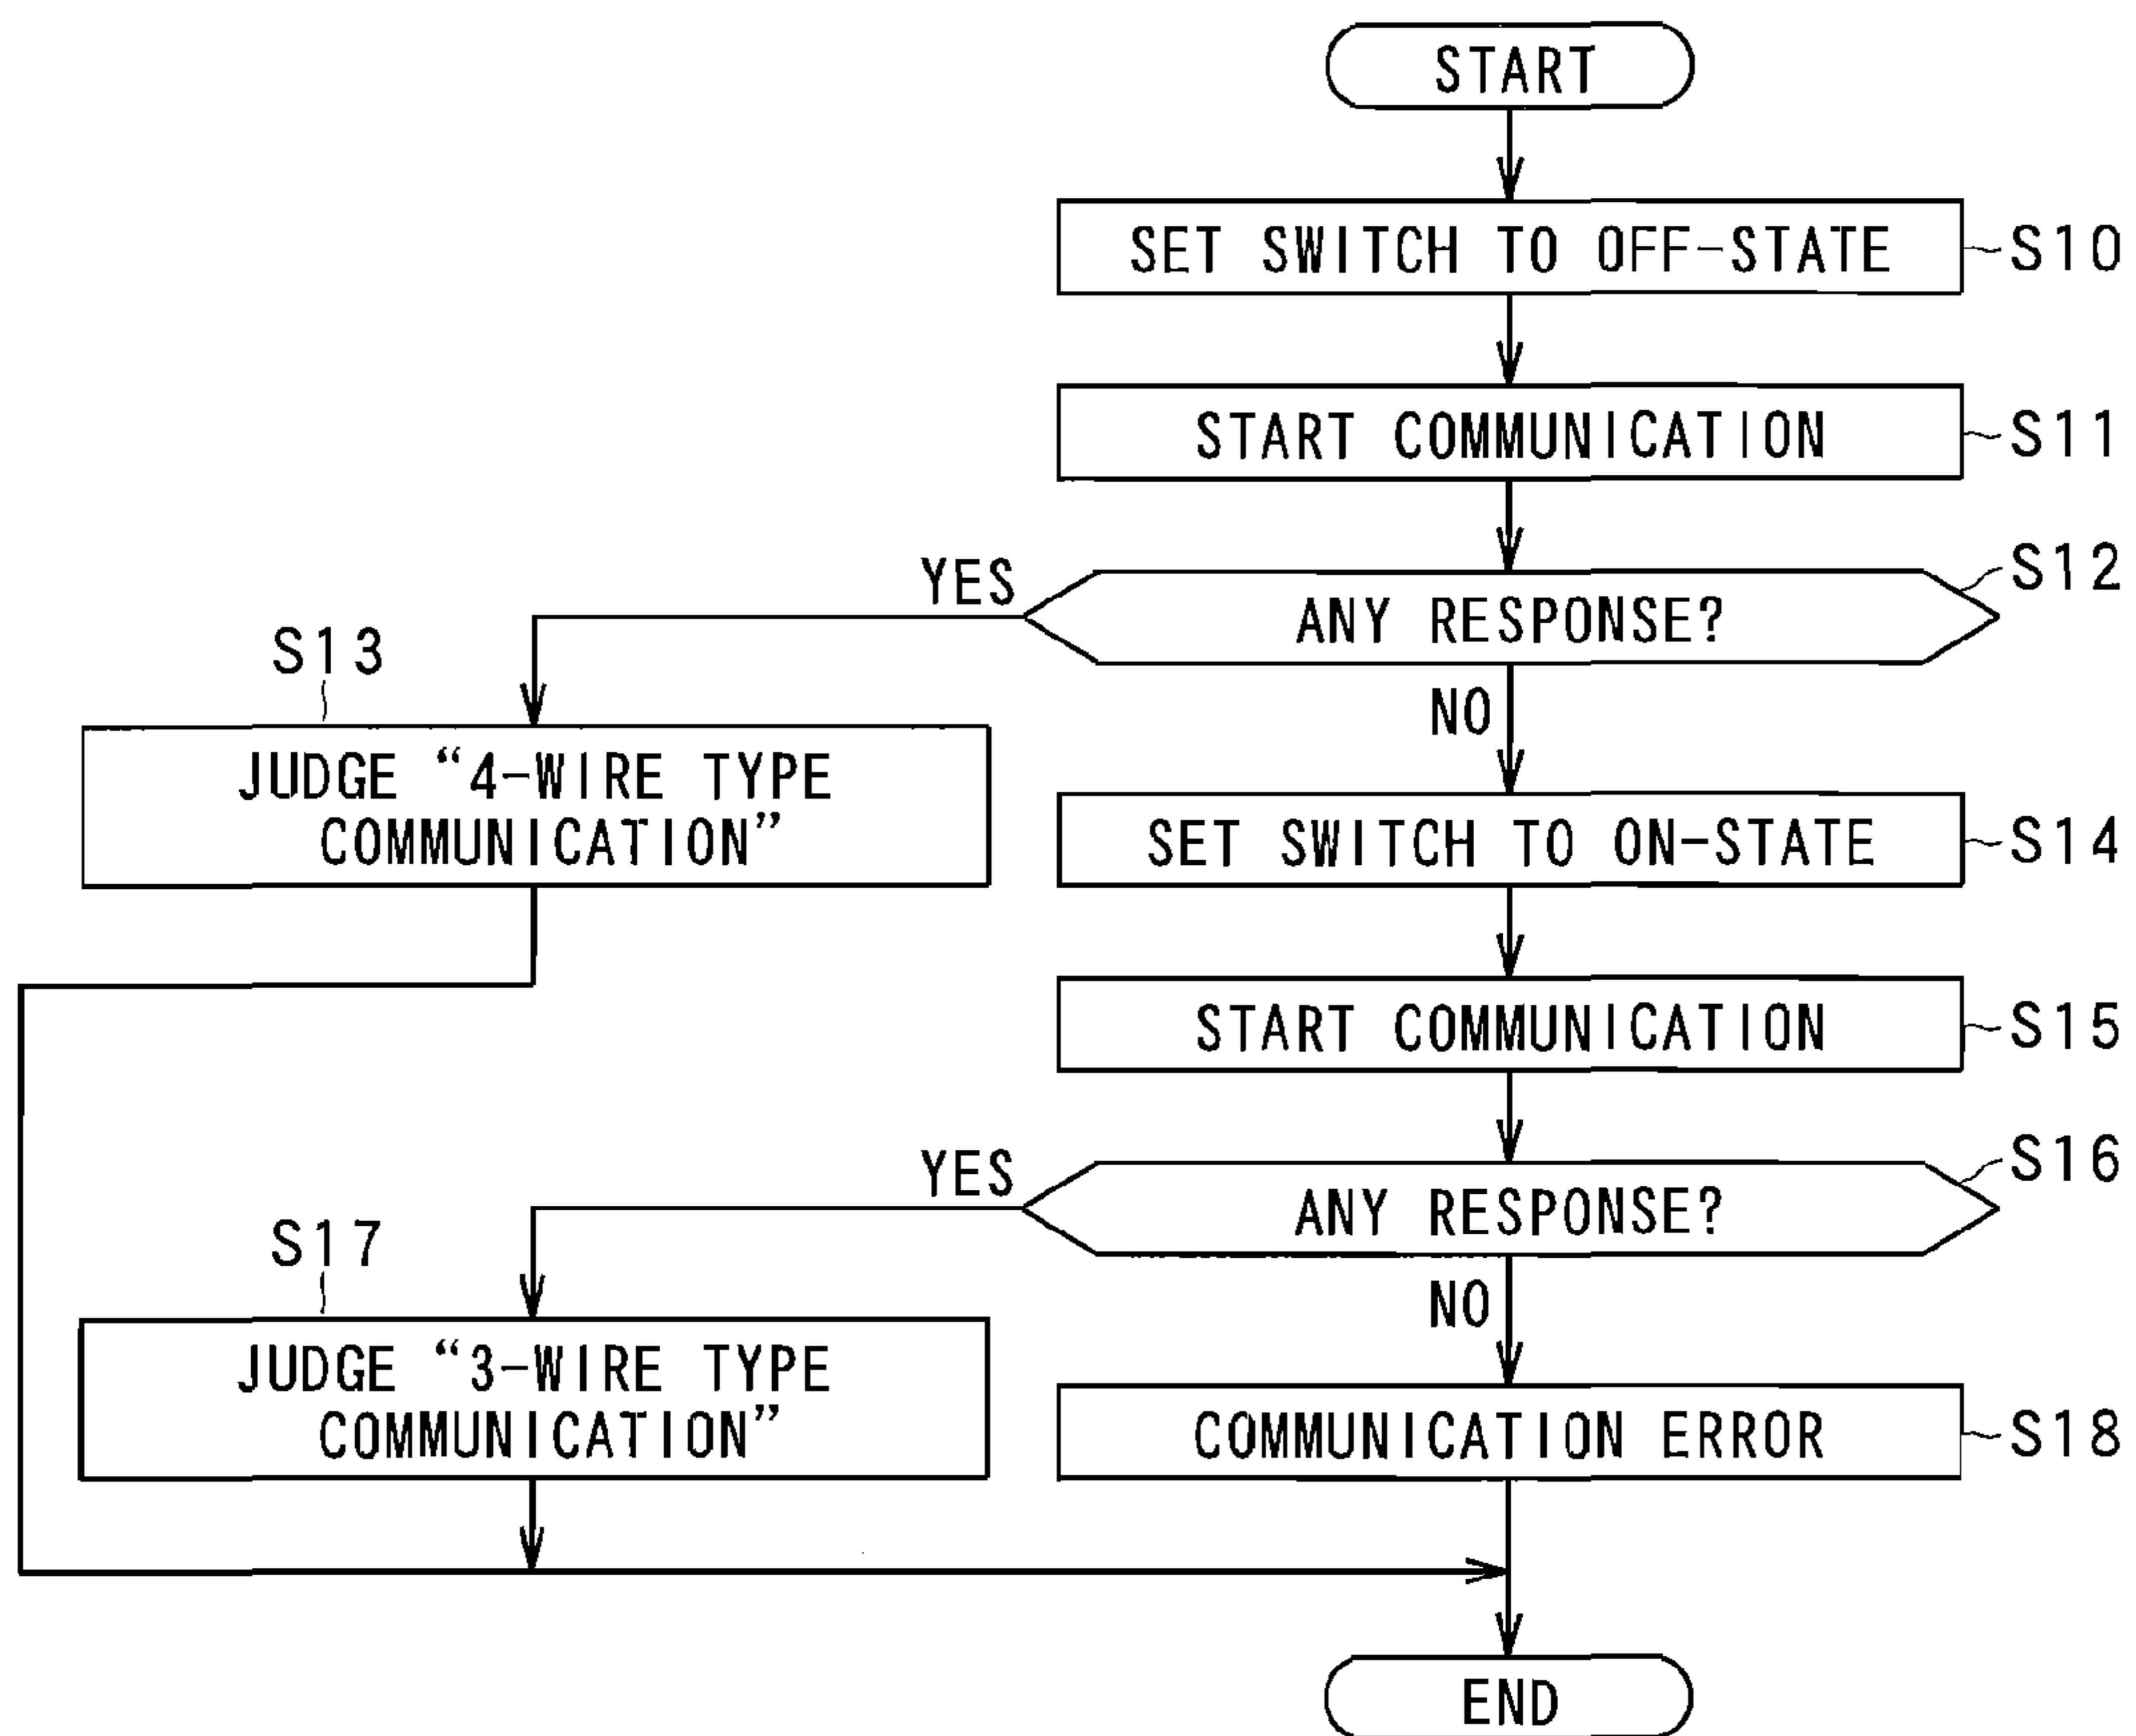 START
SET SWITCH TO OFF-STATE
S10
START COMMUNICATION
S11
S12
YES
ANY RESPONSE?
S13
NO
JUDGE “4-WIRE TYPE
COMMUNICATION”
SET SWITCH TO ON-STATE
S14
START COMMUNICATION
S15
S16
YES
ANY RESPONSE?
S17
NO
JUDGE “3-WIRE TYPE
COMMUNICATION”
COMMUNICATION ERROR
S18
END